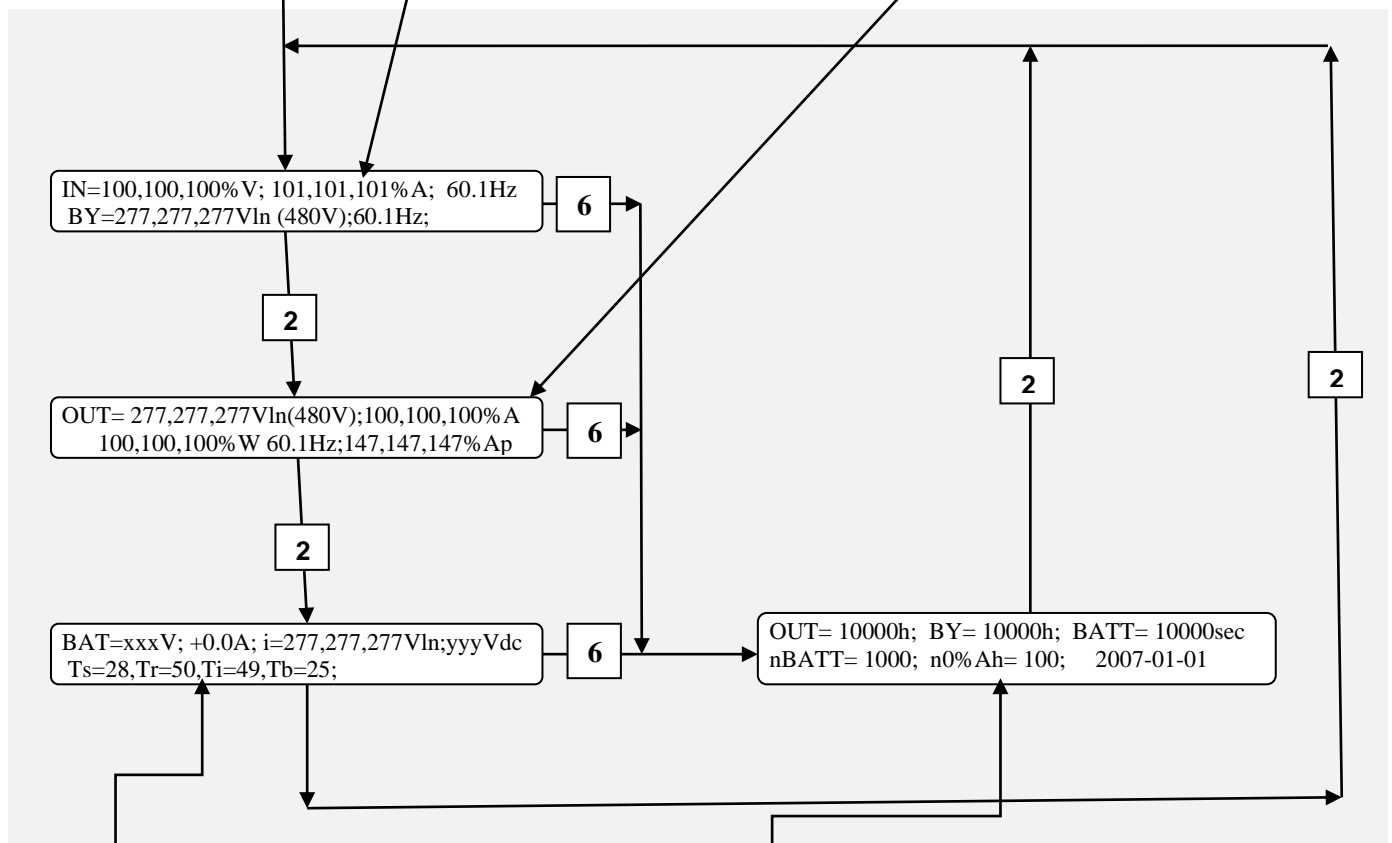 IN=100,100,100%V; 101,101,101%A; 60.1Hz
BY=277,277,277Vln (480V);60.1Hz;
6
2
OUT= 277,277,277Vln(480V);100,100,100%A
100,100,100%W 60.1Hz;147,147,147%Ap
6
2
2
2
BAT=xxxV; +0.0A; i=277,277,277Vln;yyyVdc
Ts=28,Tr=50,Ti=49,Tb=25;
6
OUT= 10000h; BY= 10000h; BATT= 10000sec
nBATT= 1000; n0%Ah= 100; 2007-01-01